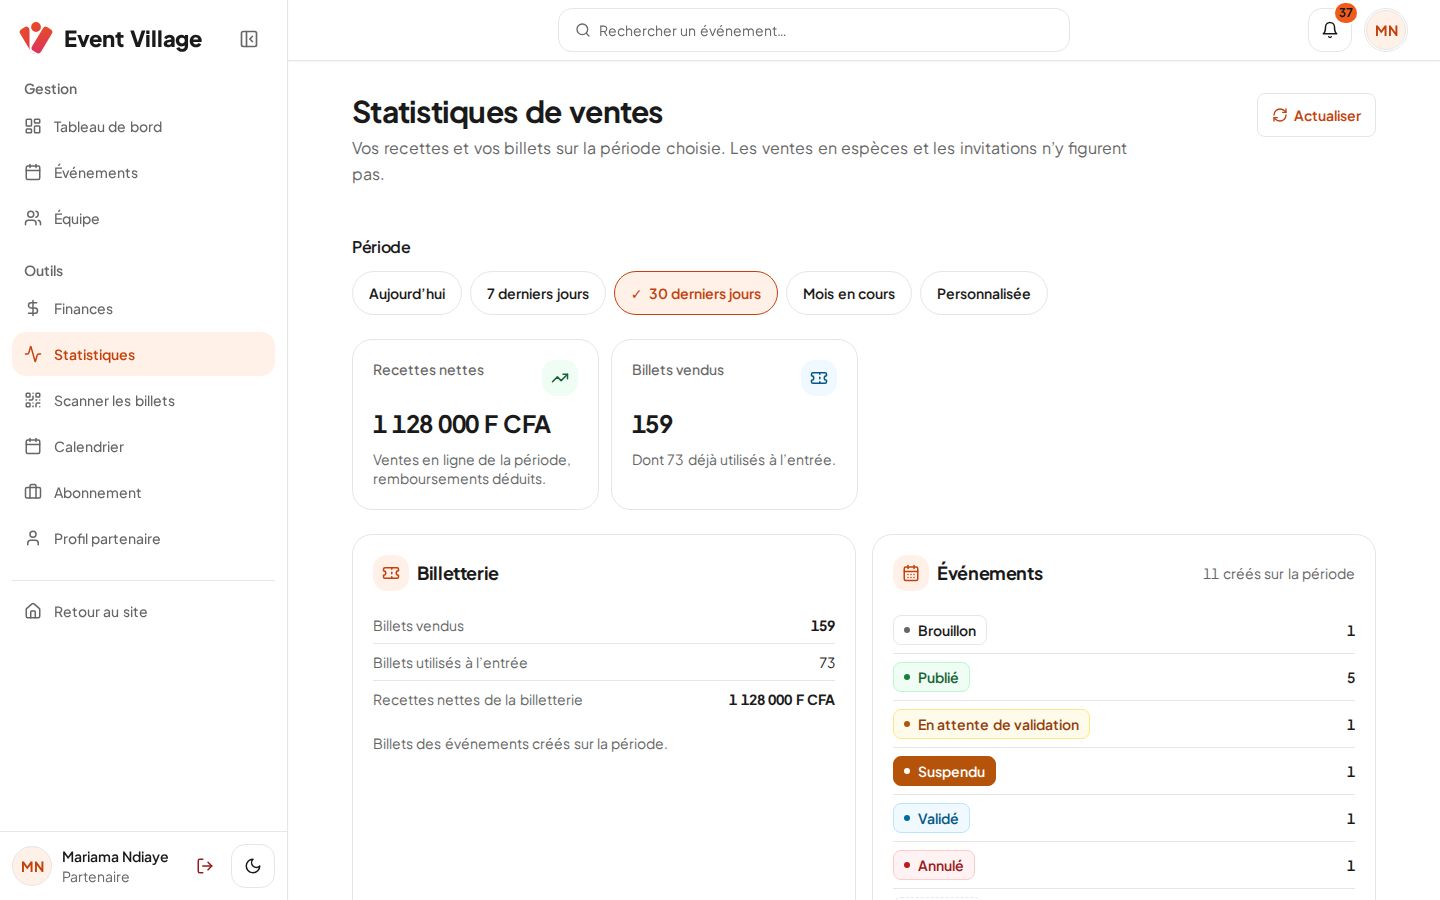 Event Village
Rechercher un événement…
37
MN
Gestion
Tableau de bord
Événements
Équipe
Outils
Finances
Statistiques
Scanner les billets
Calendrier
Abonnement
Profil partenaire
Retour au site
MN
Mariama Ndiaye
Partenaire
Statistiques de ventes
Actualiser
Vos recettes et vos billets sur la période choisie. Les ventes en espèces et les invitations n’y figurent
pas.
Période
Aujourd’hui
7 derniers jours
✓ 30 derniers jours
Mois en cours
Personnalisée
Recettes nettes
1 128 000 F CFA
Ventes en ligne de la période,
remboursements déduits.
Billets vendus
159
Dont 73 déjà utilisés à l’entrée.
Billetterie
Billets vendus 159
Billets utilisés à l’entrée 73
Recettes nettes de la billetterie 1 128 000 F CFA
Billets des événements créés sur la période.
Événements 11 créés sur la période
Brouillon 1
Publié 5
En attente de validation 1
Suspendu 1
Validé 1
Annulé 1